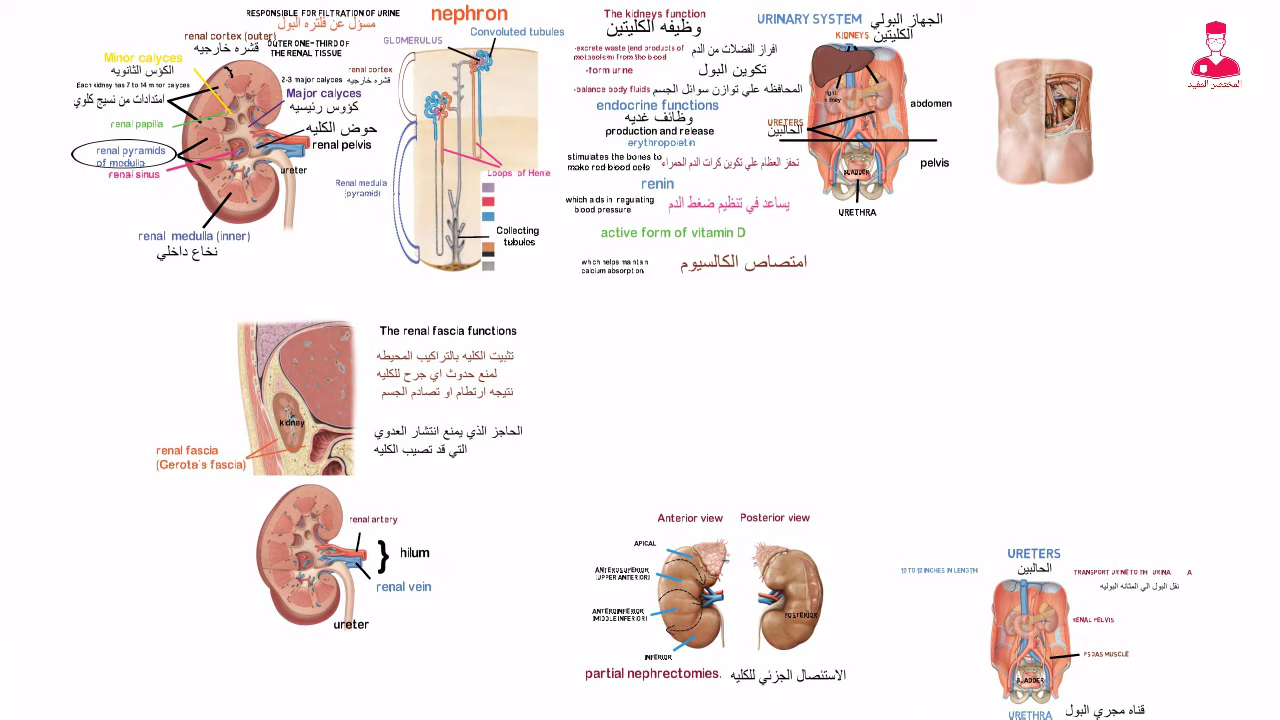 RESPONSIBLE FOR FILTRATION OF URINE
مسؤل عن فلتره البول
renal cortex (outer)
قشره خارجيه
OUTER ONE-THIRD OF
THE RENAL TISSUE
Minor calyces
الكؤس الثانويه
Each kidney has 7 to 14 minor calyces
امتدادات من نسيج كلوي
2-3 major calyces
Major calyces
كؤوس رئيسيه
حوض الكليه
renal pelvis
renal papilla
renal pyramids
of medulla
renal sinus
ureter
renal medulla (inner)
نخاع داخلي
nephron
GLOMERULUS
Convoluted tubules
renal cortex
قشره خارجيه
Renal medulla
(pyramid)
Loops of Henle
Collecting
tubules
The kidneys function
وظيفه الكليتين
-excrete waste (end products of
metabolism) from the blood
افراز الفضلات من الدم
-form urine
تكوين البول
-balance body fluids
المحافظه علي توازن سوائل الجسم
endocrine functions
وظائف غديه
production and release
erythropoietin
stimulates the bones to
make red blood cells
تحفز العظام علي تكوين كرات الدم الحمراء
renin
which aids in regulating
blood pressure
يساعد في تنظيم ضغط الدم
active form of vitamin D
which helps maintain
calcium absorption
امتصاص الكالسيوم
URINARY SYSTEM
الجهاز البولي
KIDNEYS
الكليتين
URETERS
الحالبين
abdomen
pelvis
BLADDER
URETHRA
المختصر المفيد
The renal fascia functions
تثبيت الكليه بالتراكيب المحيطه
لمنع حدوث اي جرح للكليه
نتيجه ارتطام او تصادم الجسم
الحاجز الذي يمنع انتشار العدوي
التي قد تصيب الكليه
kidney
renal fascia
(Gerota's fascia)
renal artery
hilum
renal vein
ureter
Anterior view
Posterior view
APICAL
ANTEROSUPERIOR
(UPPER ANTERIOR)
ANTEROINFERIOR
(MIDDLE INFERIOR)
INFERIOR
POSTERIOR
partial nephrectomies.
الاستئصال الجزئي للكليه
URETERS
الحالبين
10 TO 12 INCHES IN LENGTH
نقل البول الي المثانه البوليه
RENAL PELVIS
PSOAS MUSCLE
BLADDER
URETHRA
قناه مجري البول